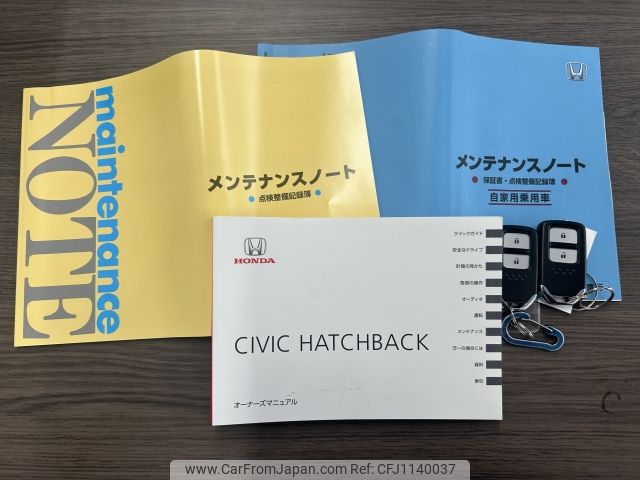 maintenance
NOTE
メンテナンスノート
点検整備記録簿
メンテナンスノート
保証書・点検整備記録簿
自家用乗用車
HONDA
CIVIC HATCHBACK
オーナーズマニュアル
クイックガイド
安全なドライブ
計器の見かた
各部の操作
オーディオ
運転
メンテナンス
万一の場合には
資料
索引
www.CarFromJapan.com Ref:CFJ1140037